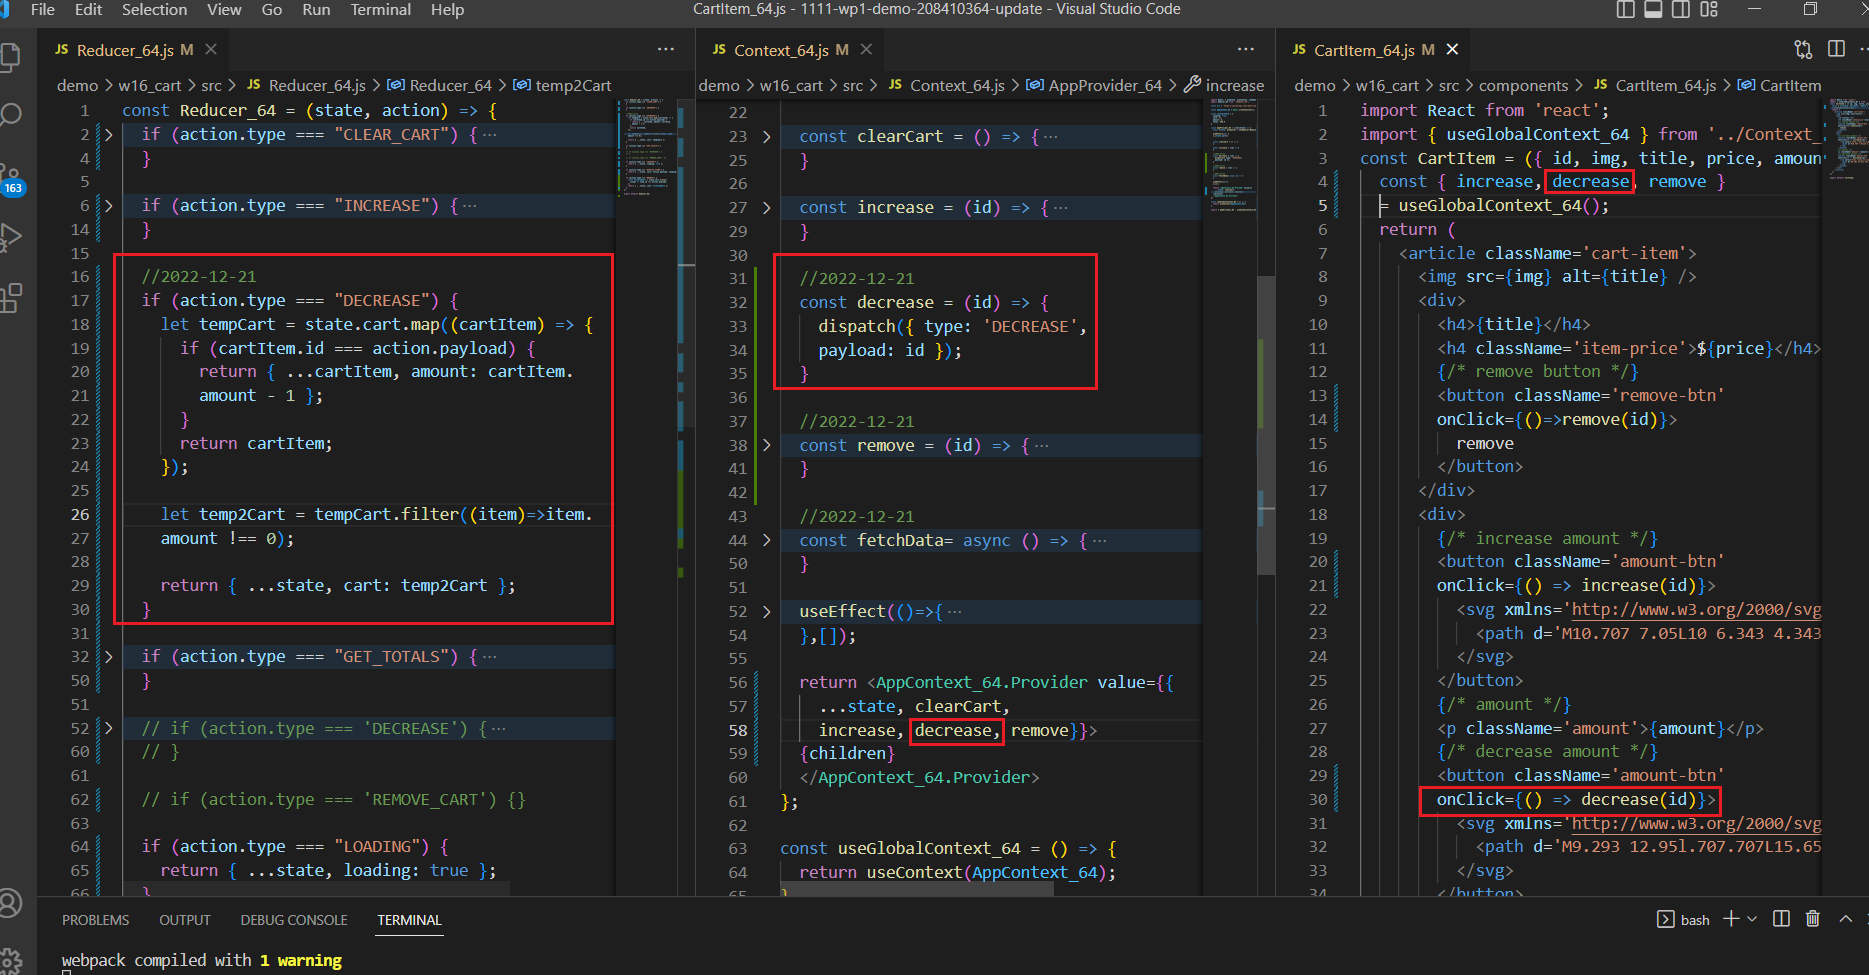 File Edit Selection View Go Run Terminal Help
CartItem_64.js - 1111-wp1-demo-208410364-update - Visual Studio Code
163
JS Reducer_64.js M
demo > w16_cart > src > JS Reducer_64.js > Reducer_64 > temp2Cart
1 const Reducer_64 = (state, action) => {
2 if (action.type === "CLEAR_CART") {…
4 }
5
6 if (action.type === "INCREASE") {…
14 }
15
16 //2022-12-21
17 if (action.type === "DECREASE") {
18 let tempCart = state.cart.map((cartItem) => {
19 if (cartItem.id === action.payload) {
20 return { ...cartItem, amount: cartItem.
21 amount - 1 };
22 }
23 return cartItem;
24 });
25
26 let temp2Cart = tempCart.filter((item)=>item.
27 amount !== 0);
28
29 return { ...state, cart: temp2Cart };
30 }
31
32 if (action.type === "GET_TOTALS") {…
50 }
51
52 // if (action.type === 'DECREASE') {…
60 // }
61
62 // if (action.type === 'REMOVE_CART') {}
63
64 if (action.type === "LOADING") {
65 return { ...state, loading: true };
66 }
JS Context_64.js M
demo > w16_cart > src > JS Context_64.js > AppProvider_64 > increase
22
23 const clearCart = () => {…
25 }
26
27 const increase = (id) => {…
29 }
30
31 //2022-12-21
32 const decrease = (id) => {
33 dispatch({ type: 'DECREASE',
34 payload: id });
35 }
36
37 //2022-12-21
38 const remove = (id) => {…
41 }
42
43 //2022-12-21
44 const fetchData= async () => {…
50 }
51
52 useEffect(()=>{…
54 },[]);
55
56 return <AppContext_64.Provider value={{
57 ...state, clearCart,
58 increase, decrease, remove}}>
59 {children}
60 </AppContext_64.Provider>
61 };
62
63 const useGlobalContext_64 = () => {
64 return useContext(AppContext_64);
65 }
JS CartItem_64.js M
demo > w16_cart > src > components > JS CartItem_64.js > CartItem
1 import React from 'react';
2 import { useGlobalContext_64 } from '../Context_
3 const CartItem = ({ id, img, title, price, amoun
4 const { increase, decrease, remove }
5 = useGlobalContext_64();
6 return (
7 <article className='cart-item'>
8 <img src={img} alt={title} />
9 <div>
10 <h4>{title}</h4>
11 <h4 className='item-price'>${price}</h4>
12 {/* remove button */}
13 <button className='remove-btn'
14 onClick={()=>remove(id)}>
15 remove
16 </button>
17 </div>
18 <div>
19 {/* increase amount */}
20 <button className='amount-btn'
21 onClick={() => increase(id)}>
22 <svg xmlns='http://www.w3.org/2000/svg
23 <path d='M10.707 7.05L10 6.343 4.343
24 </svg>
25 </button>
26 {/* amount */}
27 <p className='amount'>{amount}</p>
28 {/* decrease amount */}
29 <button className='amount-btn'
30 onClick={() => decrease(id)}>
31 <svg xmlns='http://www.w3.org/2000/svg
32 <path d='M9.293 12.95l.707.707L15.65
33 </svg>
34 </button>
PROBLEMS OUTPUT DEBUG CONSOLE TERMINAL
bash
webpack compiled with 1 warning